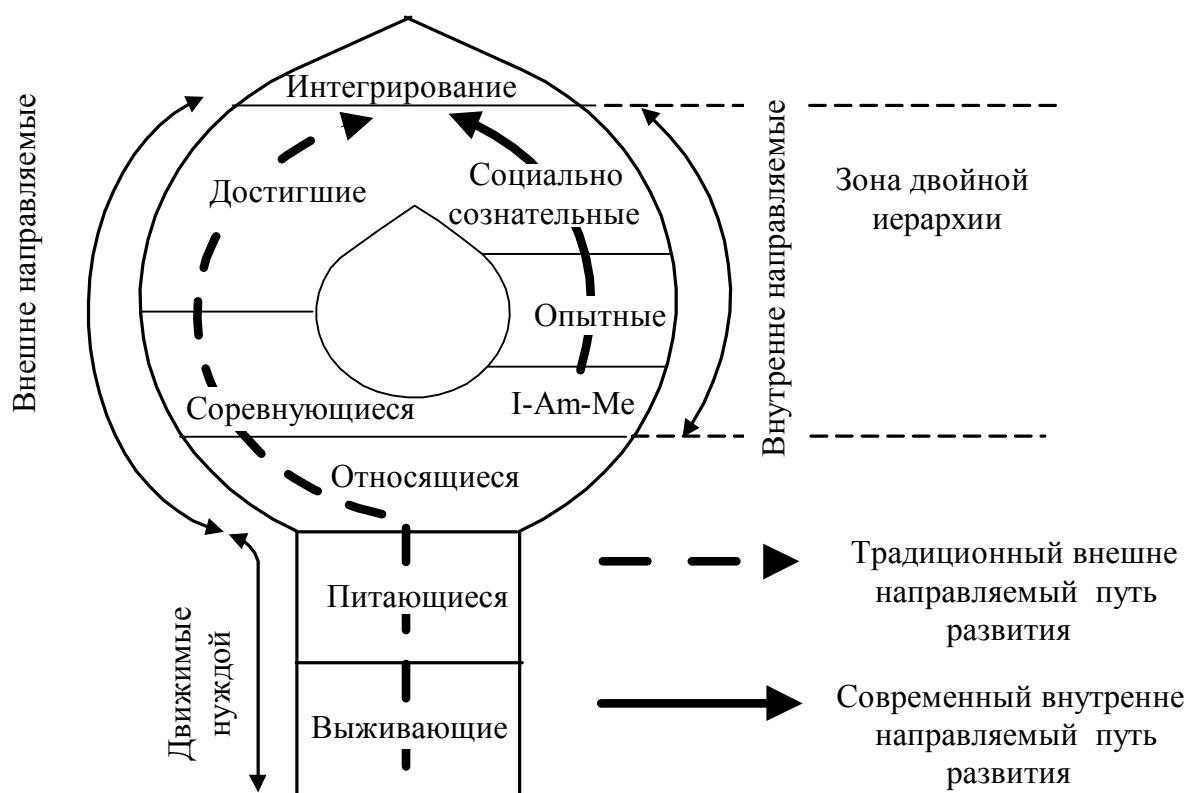 Интегрирование
Внешне направляемые
Достигшие
Социально
сознательные
Внутренне направляемые
Зона двойной
иерархии
Опытные
Соревнующиеся
I-Am-Me
Относящиеся
Питающиеся
Движимые
нуждой
Выживающие
Традиционный внешне
направляемый путь
развития
Современный внутренне
направляемый путь
развития